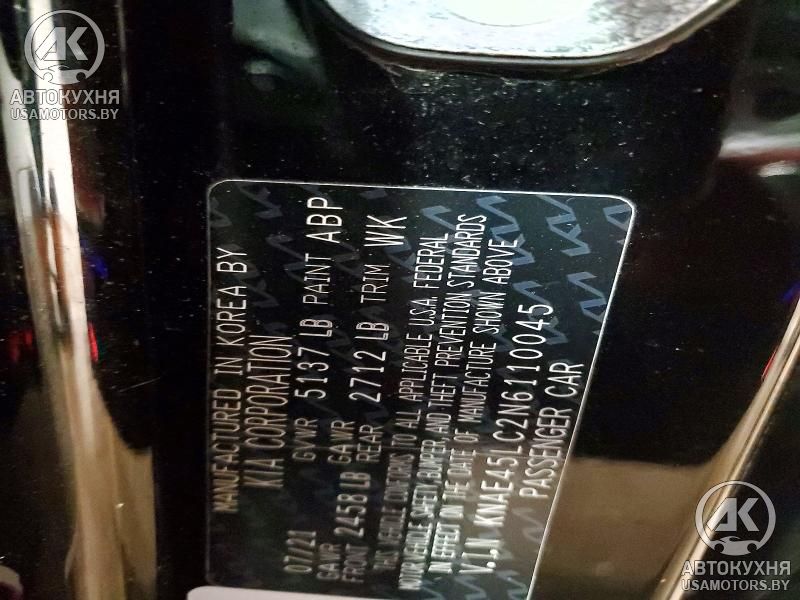 AK
АВТОКУХНЯ
USAMOTORS.BY
MANUFACTURED IN KOREA BY
KIA CORPORATION
07/21 GVWR 5137 LB PAINT ABP
GAWR GAWR TRIM WK
FRONT 2458 LB REAR 2712 LB
THIS VEHICLE CONFORMS TO ALL APPLICABLE U.S.A. FEDERAL
MOTOR VEHICLE SAFETY, BUMPER, AND THEFT PREVENTION STANDARDS
IN EFFECT ON THE DATE OF MANUFACTURE SHOWN ABOVE
V.I.N KNAE45LC2N6110045
PASSENGER CAR
AK
АВТОКУХНЯ
USAMOTORS.BY